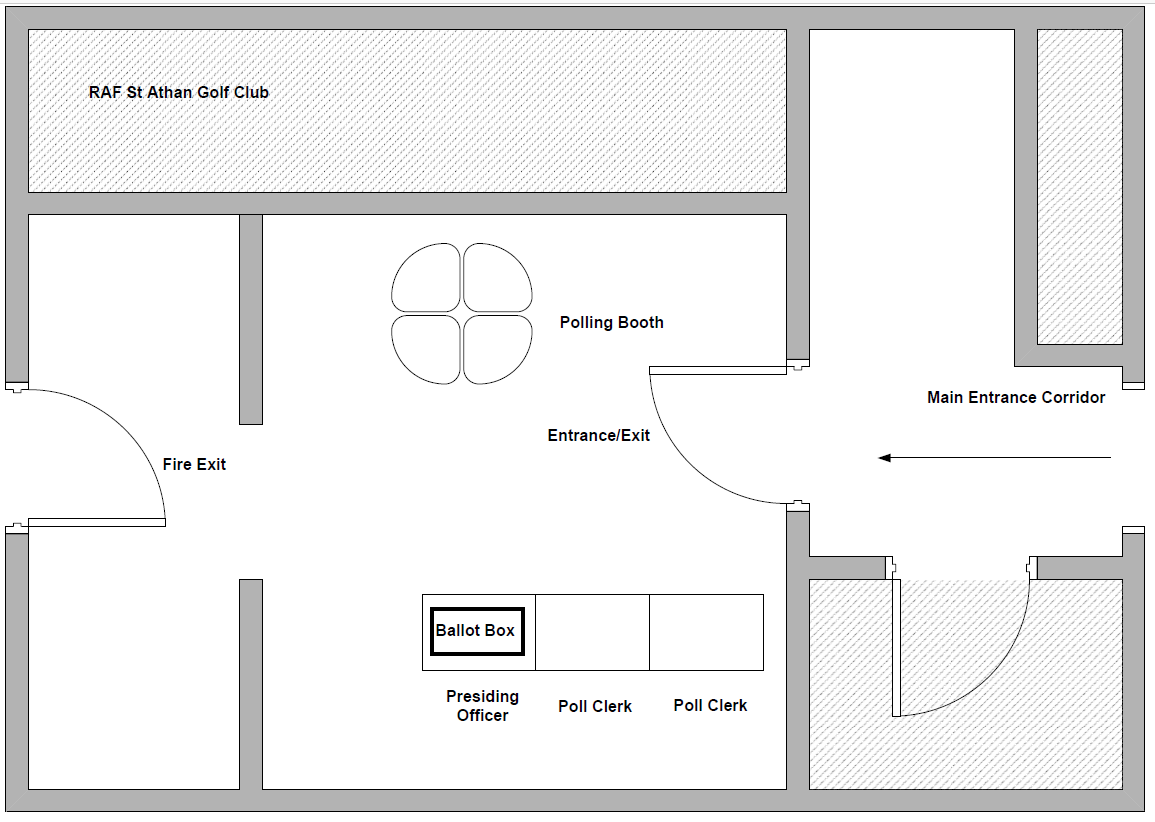 RAF St Athan Golf Club
Polling Booth
Main Entrance Corridor
Entrance/Exit
Fire Exit
Ballot Box
Presiding
Officer
Poll Clerk
Poll Clerk